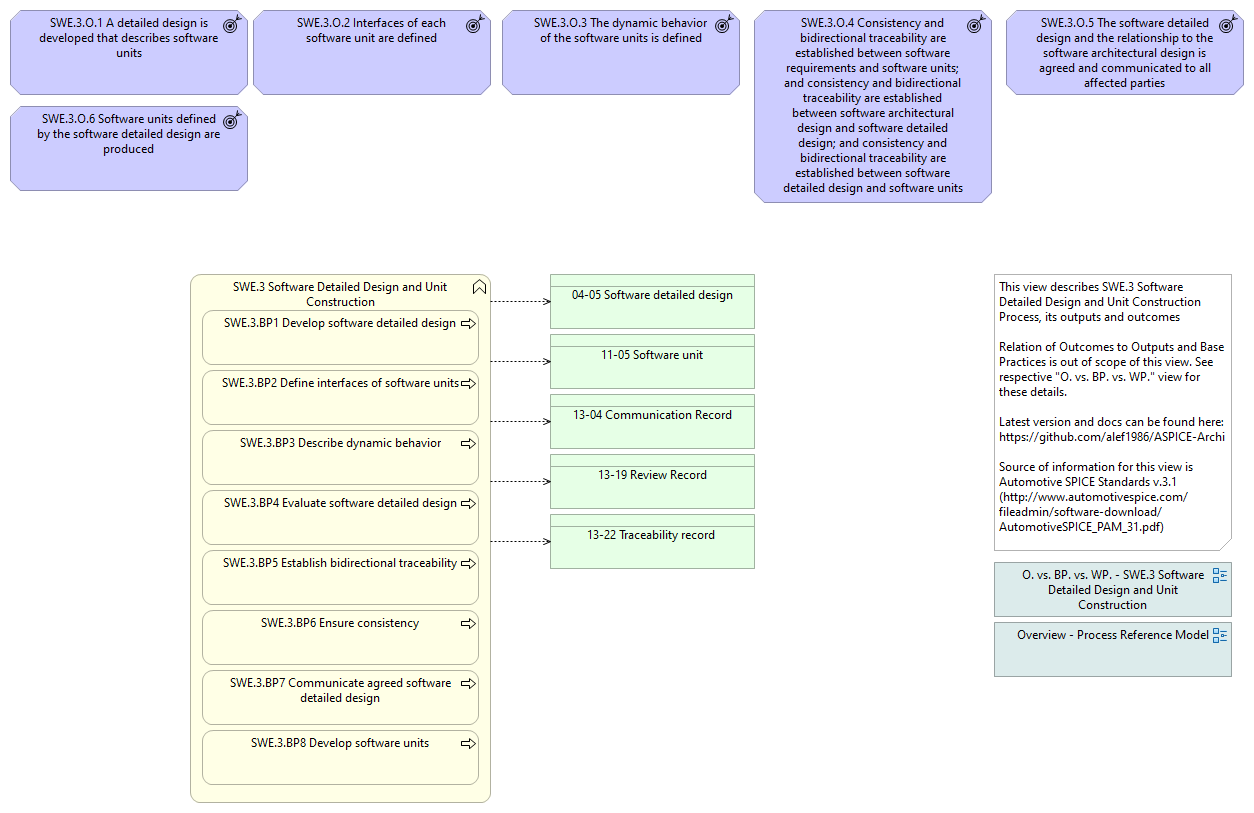 SWE.3.O.1 A detailed design is
developed that describes software
units
SWE.3.O.2 Interfaces of each
software unit are defined
SWE.3.O.3 The dynamic behavior
of the software units is defined
SWE.3.O.4 Consistency and
bidirectional traceability are
established between software
requirements and software units;
and consistency and bidirectional
traceability are established
between software architectural
design and software detailed
design; and consistency and
bidirectional traceability are
established between software
detailed design and software units
SWE.3.O.5 The software detailed
design and the relationship to the
software architectural design is
agreed and communicated to all
affected parties
SWE.3.O.6 Software units defined
by the software detailed design are
produced
SWE.3 Software Detailed Design and Unit
Construction
SWE.3.BP1 Develop software detailed design
SWE.3.BP2 Define interfaces of software units
SWE.3.BP3 Describe dynamic behavior
SWE.3.BP4 Evaluate software detailed design
SWE.3.BP5 Establish bidirectional traceability
SWE.3.BP6 Ensure consistency
SWE.3.BP7 Communicate agreed software
detailed design
SWE.3.BP8 Develop software units
04-05 Software detailed design
11-05 Software unit
13-04 Communication Record
13-19 Review Record
13-22 Traceability record
This view describes SWE.3 Software
Detailed Design and Unit Construction
Process, its outputs and outcomes
Relation of Outcomes to Outputs and Base
Practices is out of scope of this view. See
respective "O. vs. BP. vs. WP." view for
these details.
Latest version and docs can be found here:
https://github.com/alef1986/ASPICE-Archi
Source of information for this view is
Automotive SPICE Standards v.3.1
(http://www.automotivespice.com/
fileadmin/software-download/
AutomotiveSPICE_PAM_31.pdf)
O. vs. BP. vs. WP. - SWE.3 Software
Detailed Design and Unit
Construction
Overview - Process Reference Model